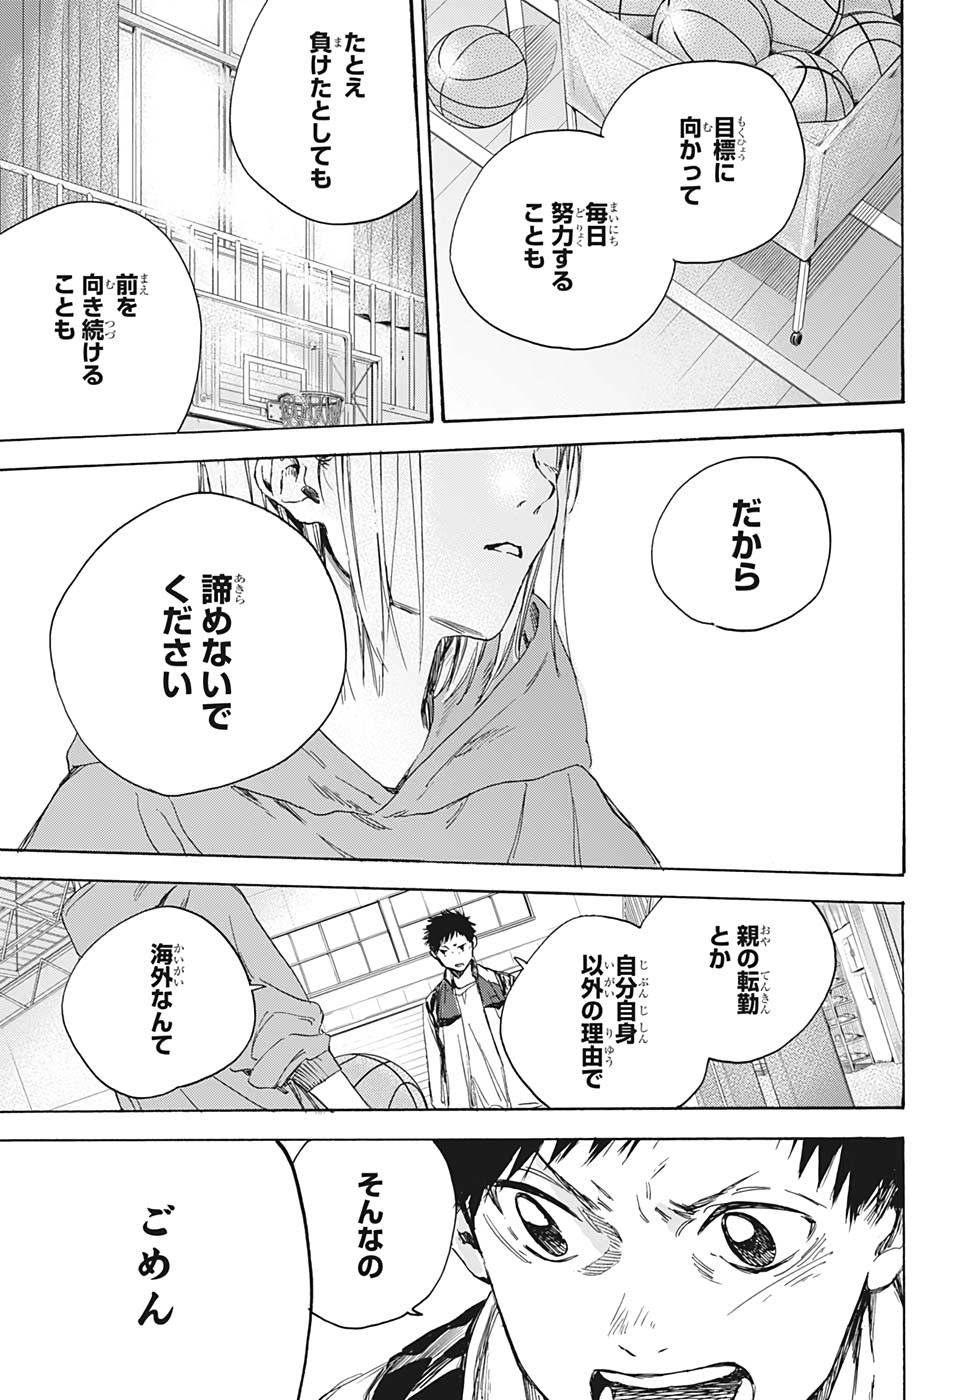 目標に
向かって
毎日
努力する
ことも
たとえ
負けたとしても
前を
向き続ける
ことも
だから
諦めないで
ください
親の転勤
とか
自分自身
以外の理由で
海外なんて
そんなの
ごめん